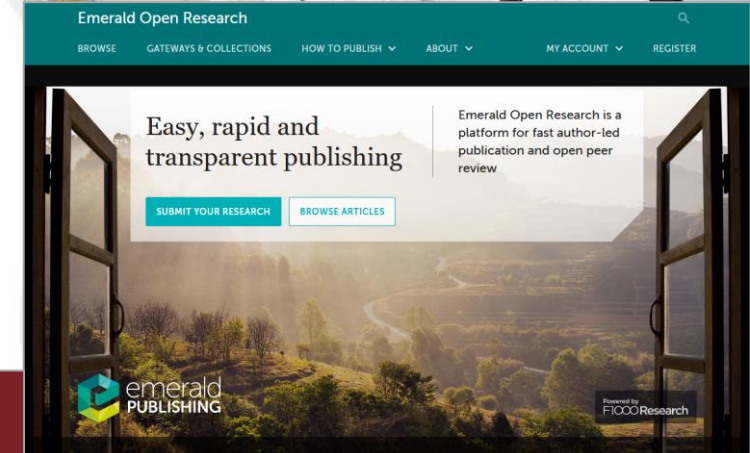 Emerald Open Research
BROWSE GATEWAYS & COLLECTIONS HOW TO PUBLISH ABOUT MY ACCOUNT REGISTER
Easy, rapid and
transparent publishing
Emerald Open Research is a
platform for fast author-led
publication and open peer
review
SUBMIT YOUR RESEARCH BROWSE ARTICLES
emerald
PUBLISHING
Powered by
F1000Research